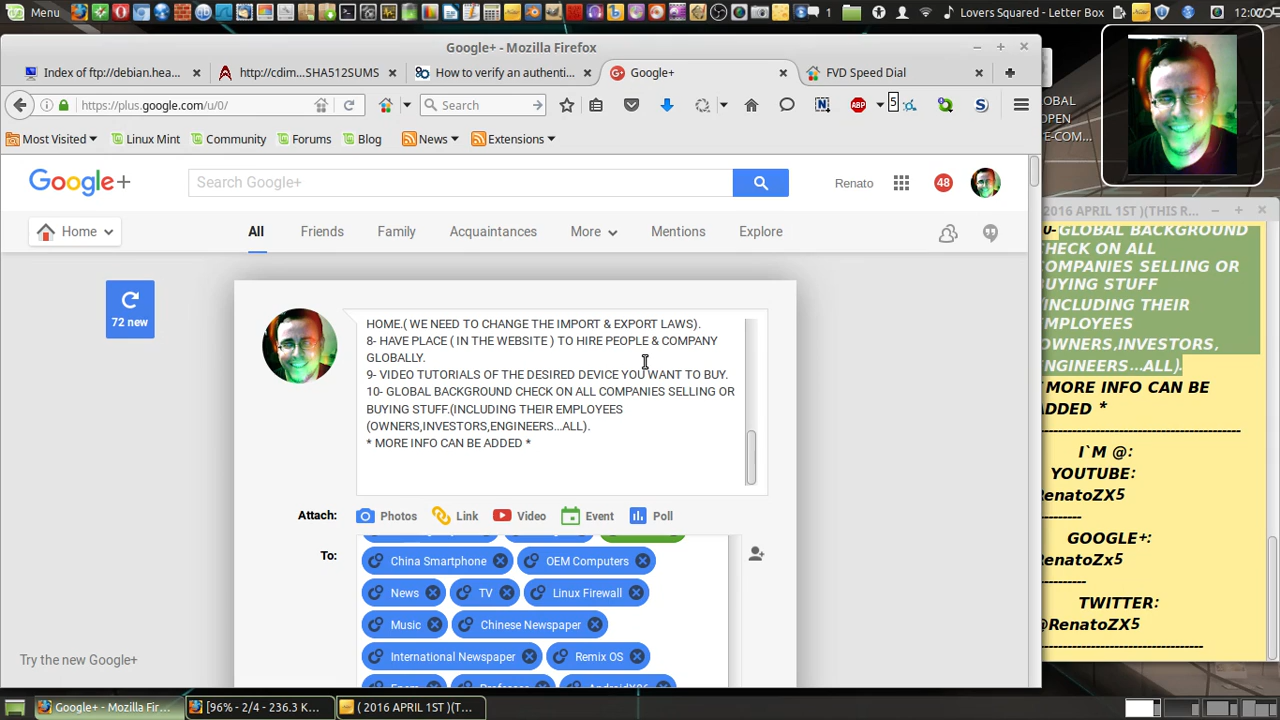 Menu
1
Lovers Squared - Letter Box
Google+ - Mozilla Firefox
Index of ftp://debian.hea...
http://cdim...SHA512SUMS
How to verify an authenti...
Google+
FVD Speed Dial
https://plus.google.com/u/0/
Search
ABP
5
Most Visited
Linux Mint
Community
Forums
Blog
News
Extensions
Google+
Search Google+
Renato
48
Home
All
Friends
Family
Acquaintances
More
Mentions
Explore
72 new
HOME.( WE NEED TO CHANGE THE IMPORT & EXPORT LAWS).
8- HAVE PLACE ( IN THE WEBSITE ) TO HIRE PEOPLE & COMPANY
GLOBALLY.
9- VIDEO TUTORIALS OF THE DESIRED DEVICE YOU WANT TO BUY.
10- GLOBAL BACKGROUND CHECK ON ALL COMPANIES SELLING OR
BUYING STUFF.(INCLUDING THEIR EMPLOYEES
(OWNERS,INVESTORS,ENGINEERS...ALL).
* MORE INFO CAN BE ADDED *
Attach:
Photos
Link
Video
Event
Poll
To:
China Smartphone
OEM Computers
News
TV
Linux Firewall
Music
Chinese Newspaper
International Newspaper
Remix OS
Try the new Google+
OPEN
2016 APRIL 1ST )(THIS R...
0-GLOBAL BACKGROUND
CHECK ON ALL
COMPANIES SELLING OR
BUYING STUFF
(INCLUDING THEIR
EMPLOYEES
OWNERS,INVESTORS,
ENGINEERS...ALL).
* MORE INFO CAN BE
ADDED *
I`M @:
YOUTUBE:
RenatoZX5
GOOGLE+:
RenatoZx5
TWITTER:
@RenatoZX5
Google+ - Mozilla Fir...
[96% - 2/4 - 236.3 K...
( 2016 APRIL 1ST )(T...